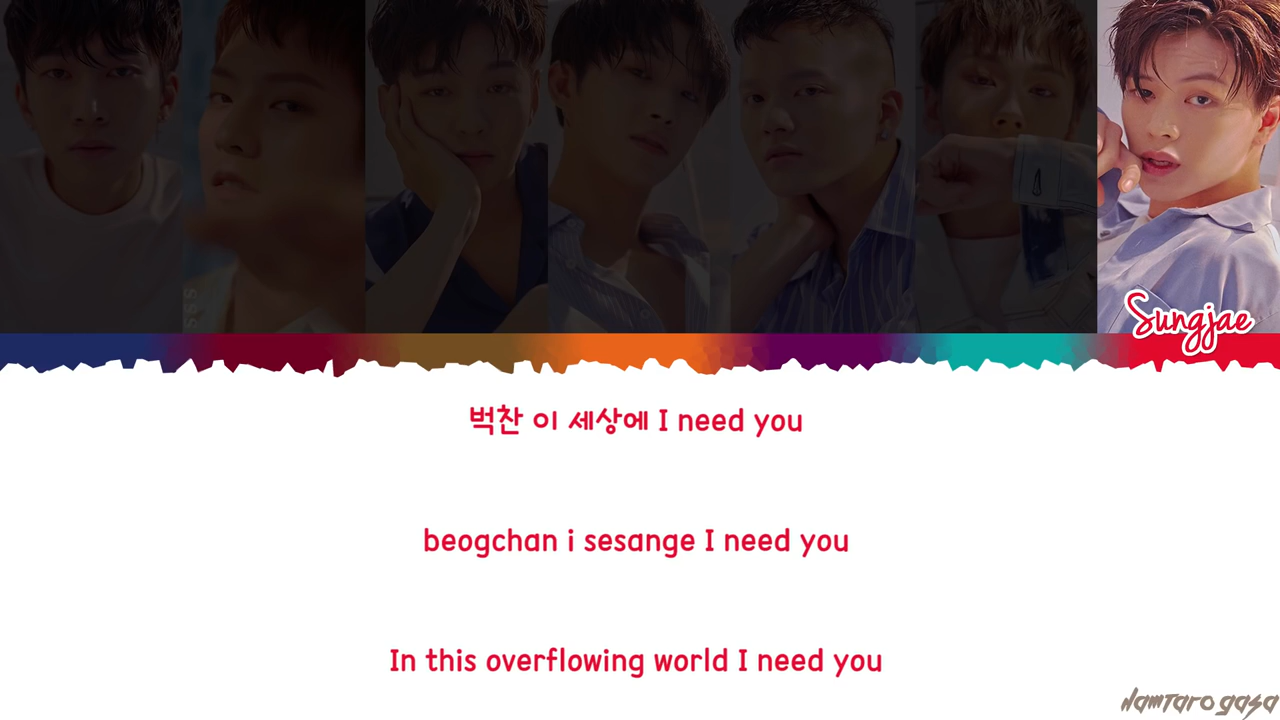 Sungjae
벅찬 이 세상에 I need you
beogchan i sesange I need you
In this overflowing world I need you
Namtaro gasa